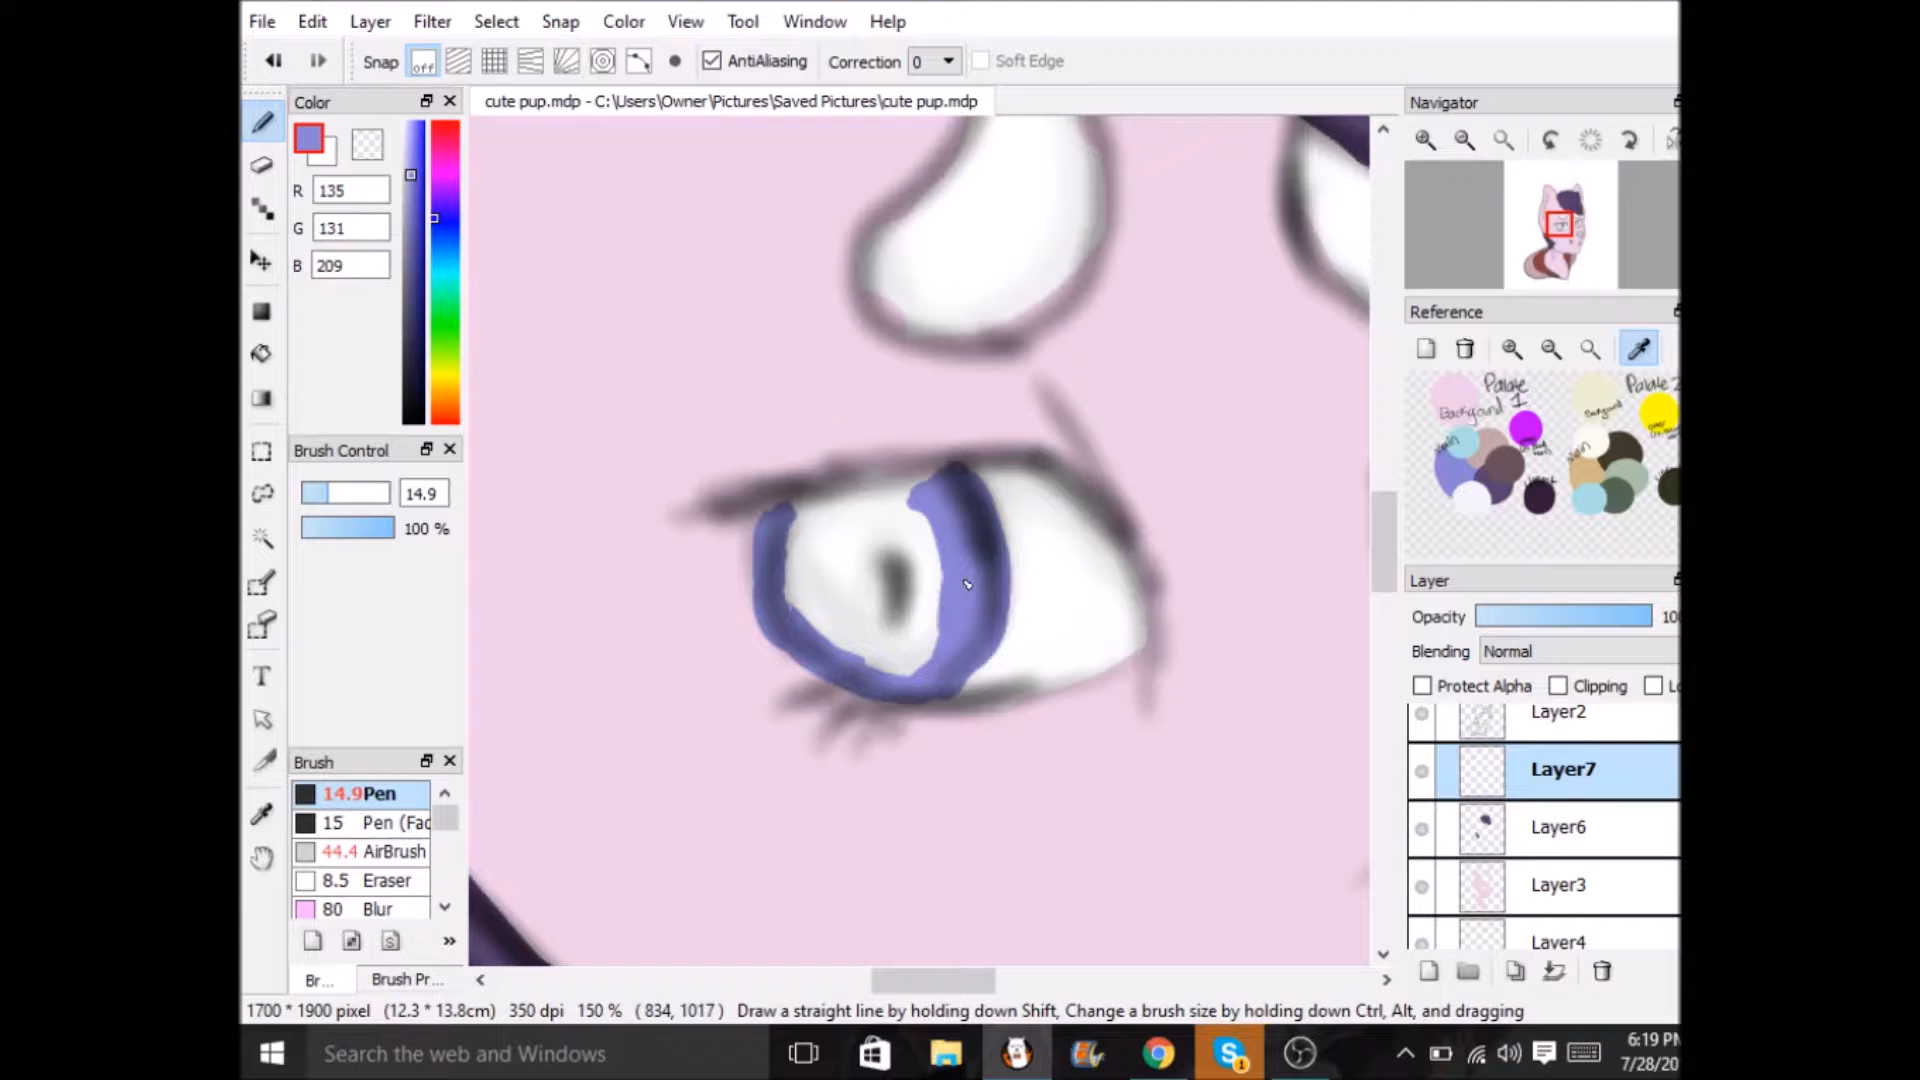 File Edit Layer Filter Select Snap Color View Tool Window Help
Snap off AntiAliasing Correction 0 Soft Edge
Color
cute pup.mdp - C:\Users\Owner\Pictures\Saved Pictures\cute pup.mdp
Navigator
R 135
G 131
B 209
Reference
Palate 1
Background
Palate 2
Brush Control
14.9
100 %
Layer
Opacity 100
Blending Normal
Protect Alpha Clipping Lo
Layer2
Layer7
Layer6
Layer3
Layer4
Brush
14.9 Pen
15 Pen (Fad
44.4 AirBrush
8.5 Eraser
80 Blur
Br... Brush Pr...
1700 * 1900 pixel (12.3 * 13.8cm) 350 dpi 150 % ( 834, 1017 ) Draw a straight line by holding down Shift, Change a brush size by holding down Ctrl, Alt, and dragging
Search the web and Windows
S
1
6:19 PM
7/28/20